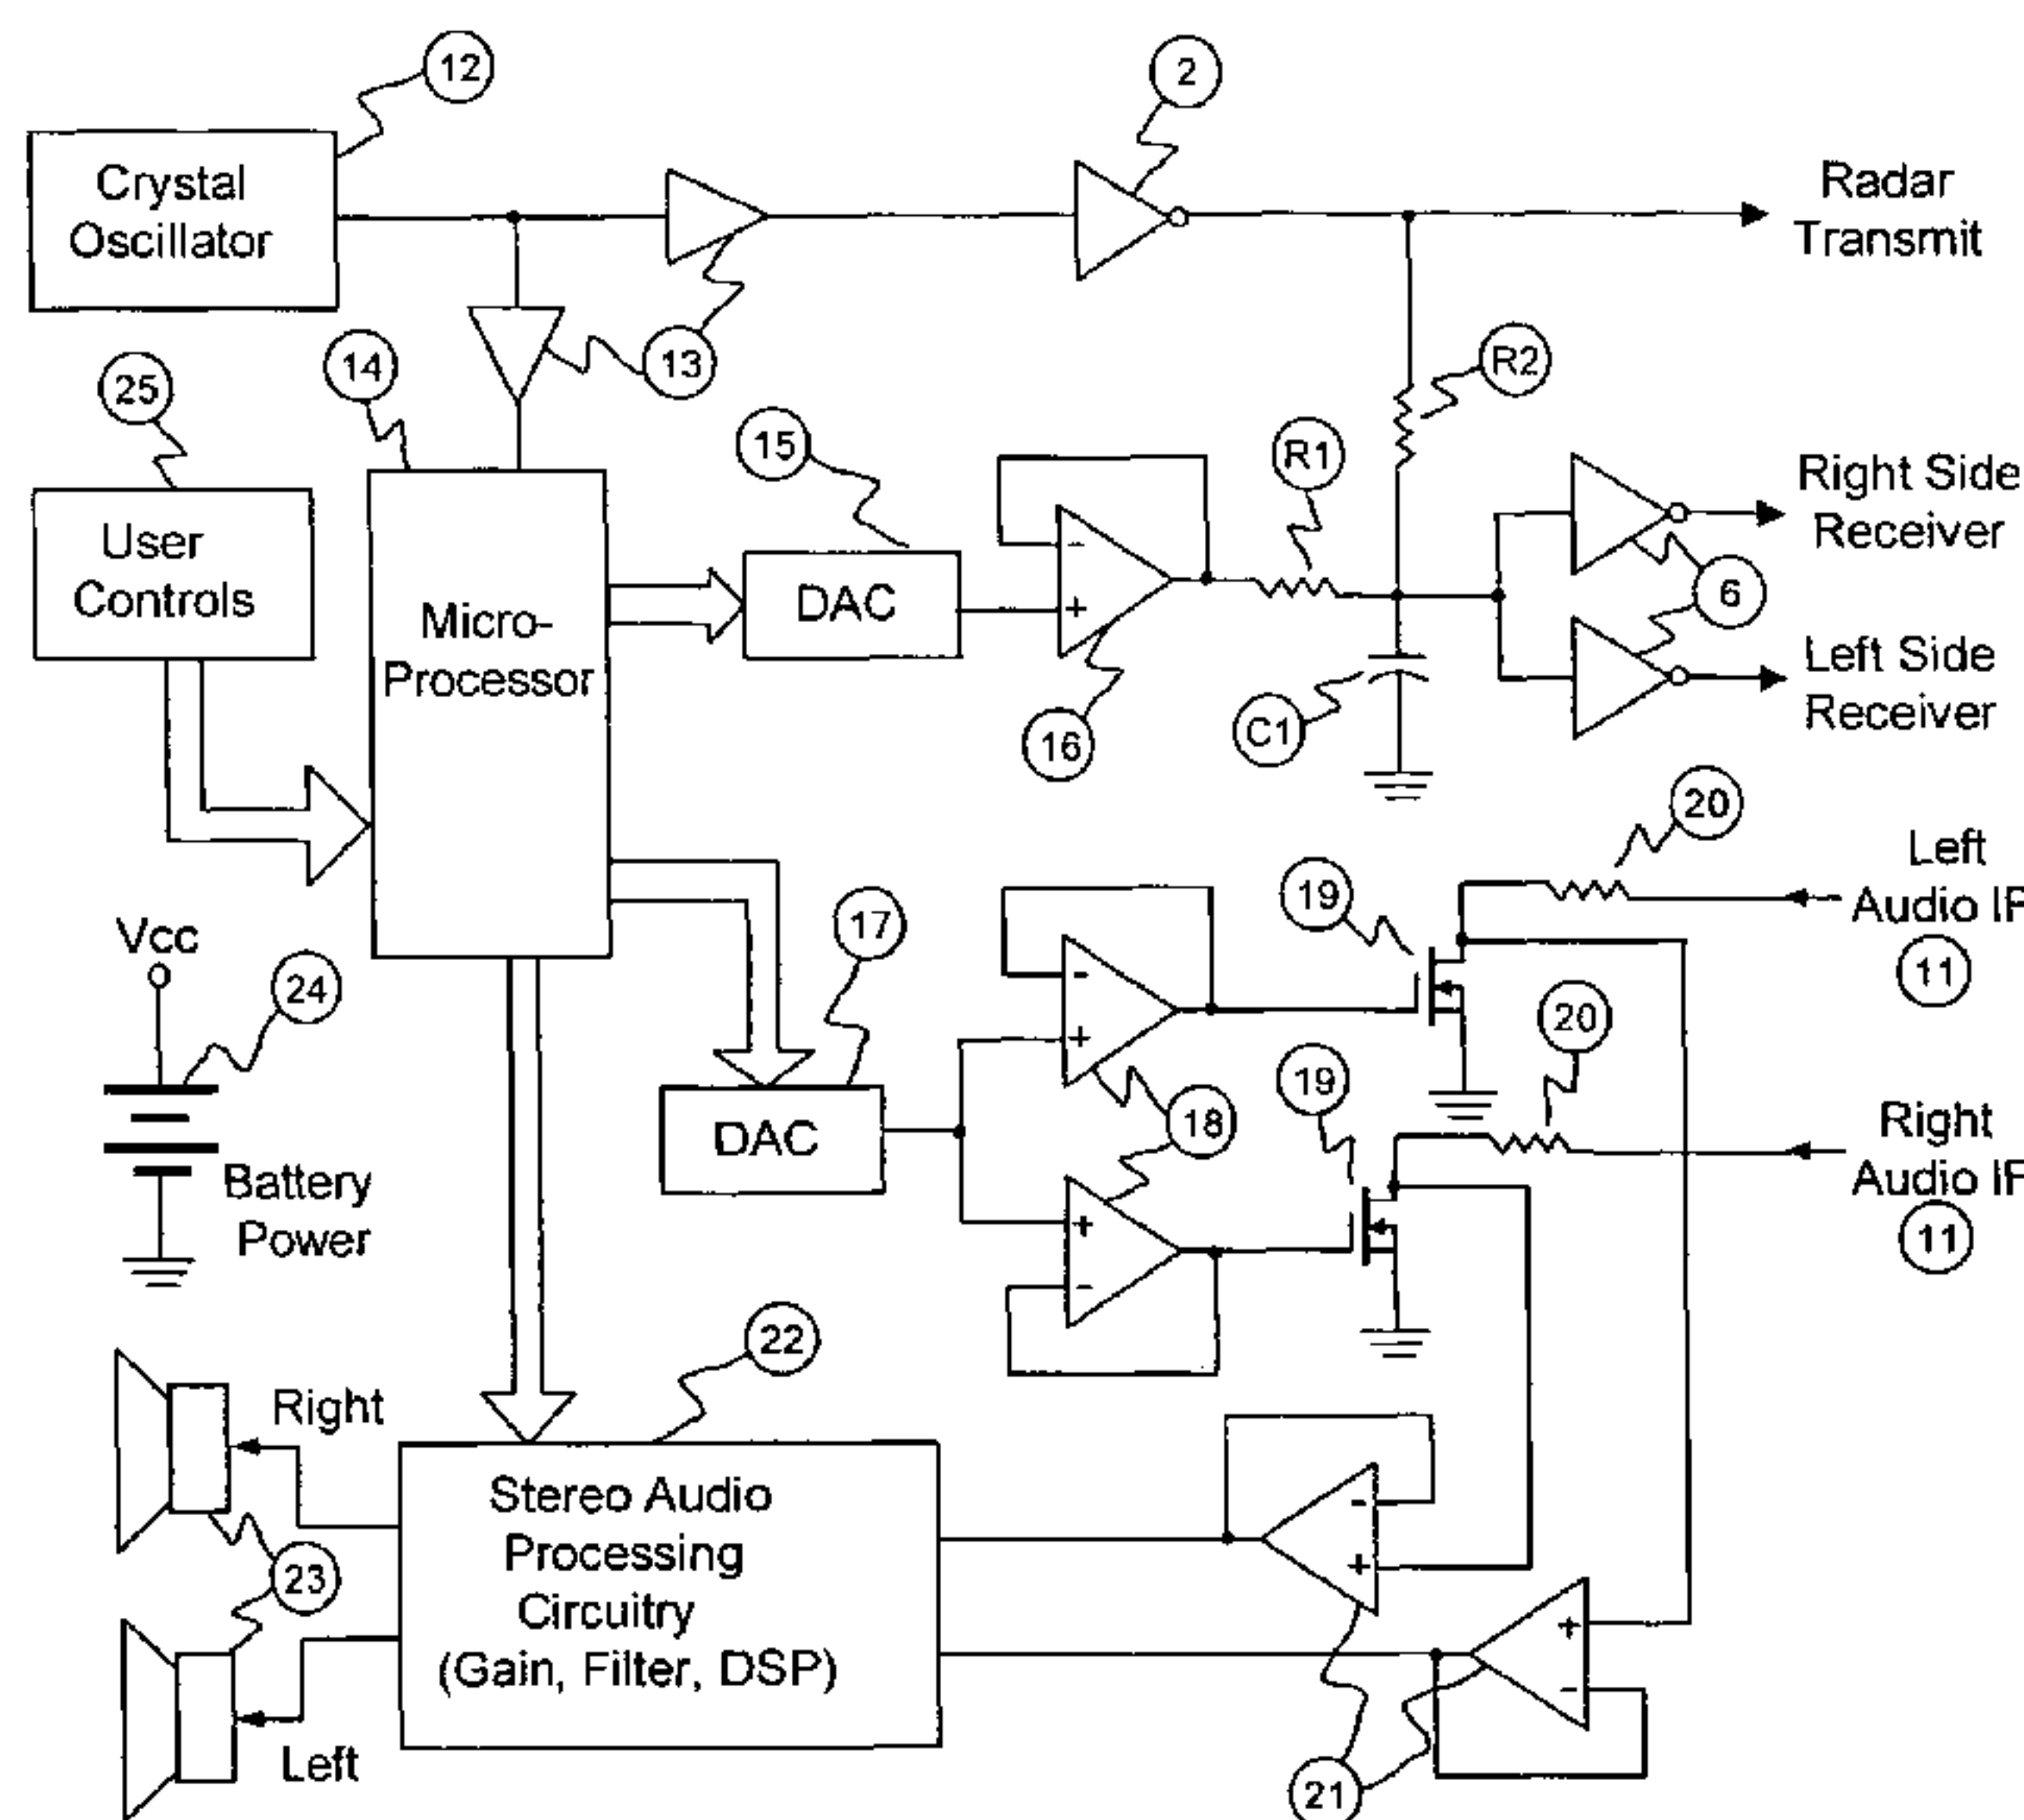 12
2
Crystal
Oscillator
Radar
Transmit
13
14
25
R2
15
R1
User
Controls
Micro-
Processor
DAC
-
+
16
C1
Right Side
Receiver
6
Left Side
Receiver
20
Left
Audio IF
11
19
17
Vcc
24
Battery
Power
DAC
-
+
18
+
-
19
20
Right
Audio IF
11
22
Right
23
Left
Stereo Audio
Processing
Circuitry
(Gain, Filter, DSP)
-
+
+
-
21